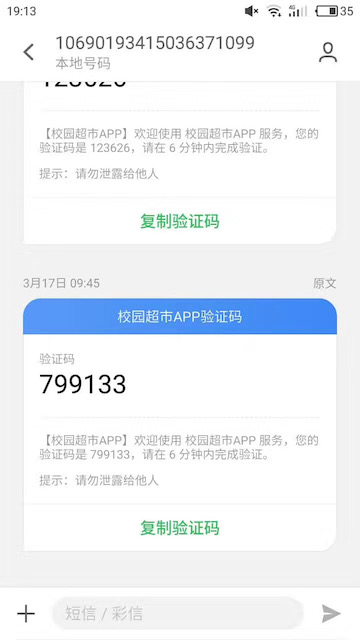 19:13
4G
35
10690193415036371099
本地号码
123626
【校园超市APP】欢迎使用 校园超市APP 服务，您的
验证码是 123626，请在 6 分钟内完成验证。
提示：请勿泄露给他人
复制验证码
3月17日 09:45
原文
校园超市APP验证码
验证码
799133
【校园超市APP】欢迎使用 校园超市APP 服务，您的
验证码是 799133，请在 6 分钟内完成验证。
提示：请勿泄露给他人
复制验证码
短信 / 彩信